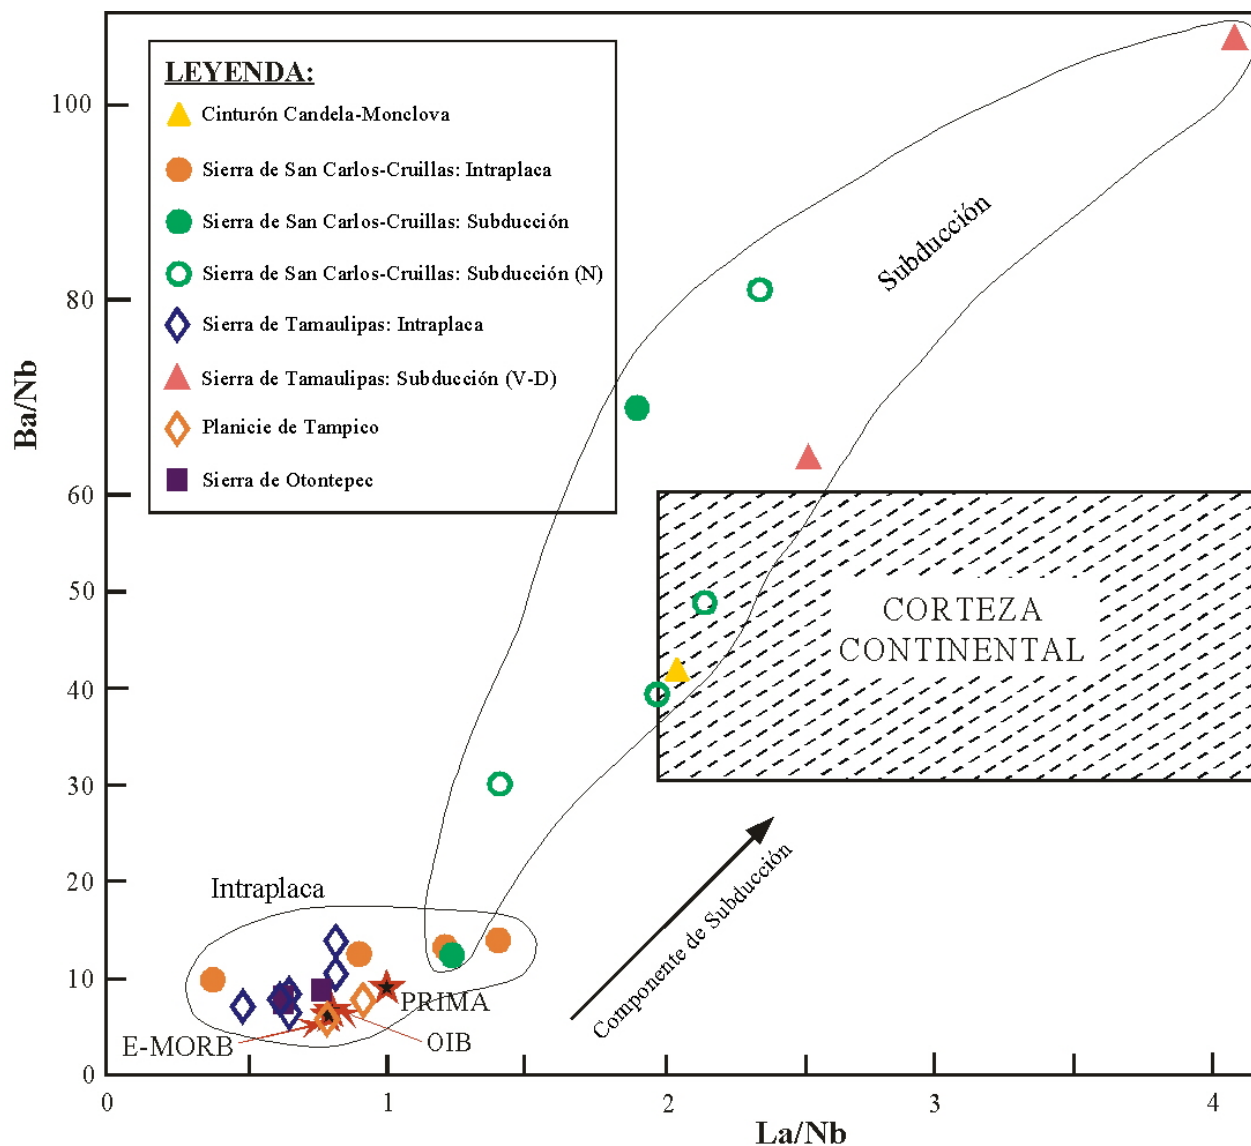 LEYENDA:
Cinturón Candela-Monclova
Sierra de San Carlos-Cruillas: Intraplaca
Sierra de San Carlos-Cruillas: Subducción
Sierra de San Carlos-Cruillas: Subducción (N)
Sierra de Tamaulipas: Intraplaca
Sierra de Tamaulipas: Subducción (V-D)
Planicie de Tampico
Sierra de Otontepec
Subducción
CORTEZA
CONTINENTAL
Componente de Subducción
Intraplaca
PRIMA
OIB
E-MORB
Ba/Nb
100
80
60
50
40
30
20
10
0
0
1
2
3
4
La/Nb